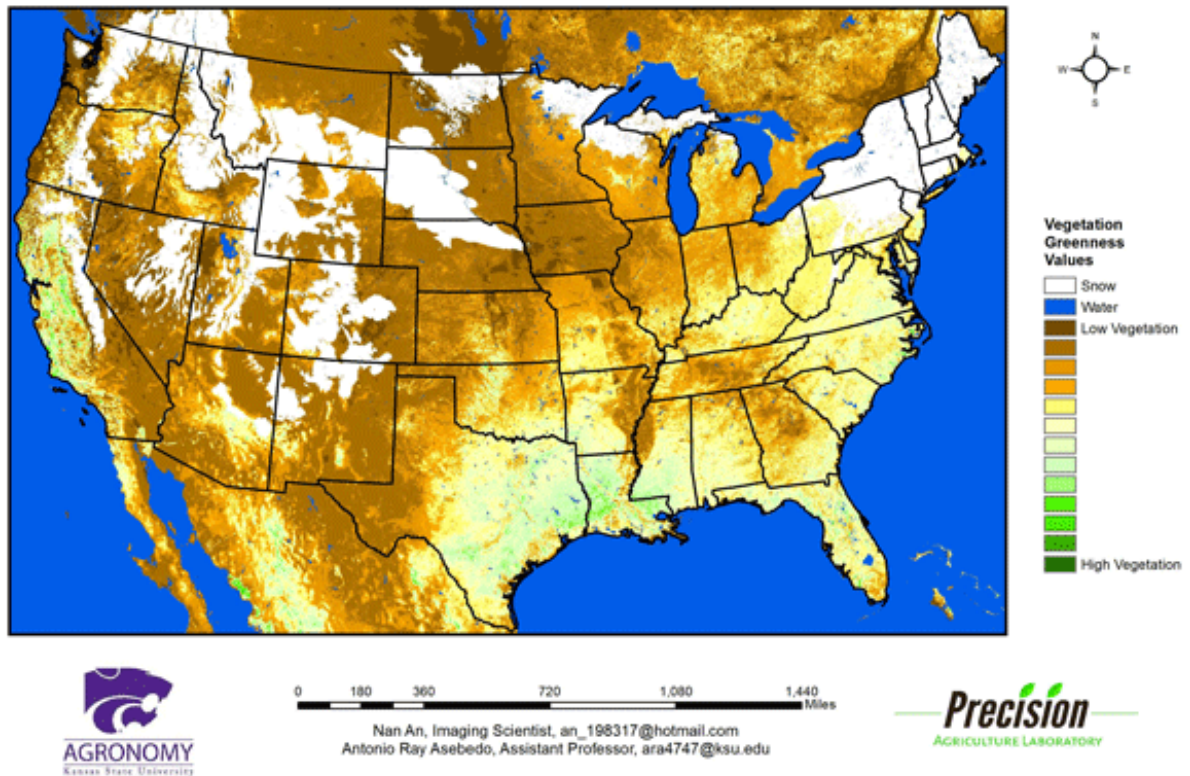 N
W
E
S
Vegetation
Greenness
Values
Snow
Water
Low Vegetation
High Vegetation
0 180 360 720 1,080 1,440
Miles
Nan An, Imaging Scientist, an_198317@hotmail.com
Antonio Ray Asebedo, Assistant Professor, ara4747@ksu.edu
AGRONOMY
Kansas State University
Precision
AGRICULTURE LABORATORY